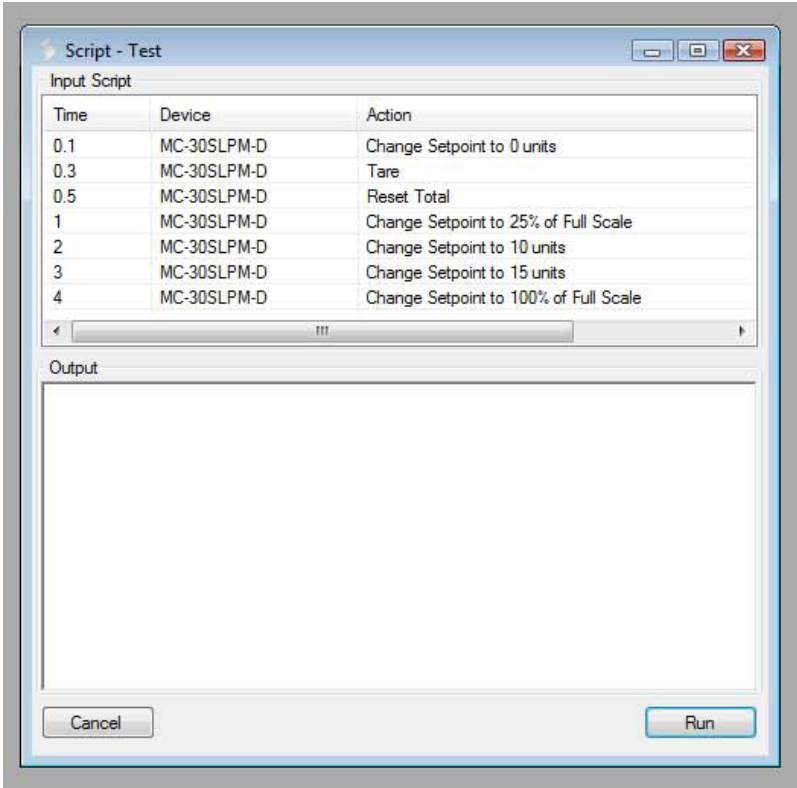 Script - Test
Input Script
Time Device Action
0.1 MC-30SLPM-D Change Setpoint to 0 units
0.3 MC-30SLPM-D Tare
0.5 MC-30SLPM-D Reset Total
1 MC-30SLPM-D Change Setpoint to 25% of Full Scale
2 MC-30SLPM-D Change Setpoint to 10 units
3 MC-30SLPM-D Change Setpoint to 15 units
4 MC-30SLPM-D Change Setpoint to 100% of Full Scale
Output
Cancel Run